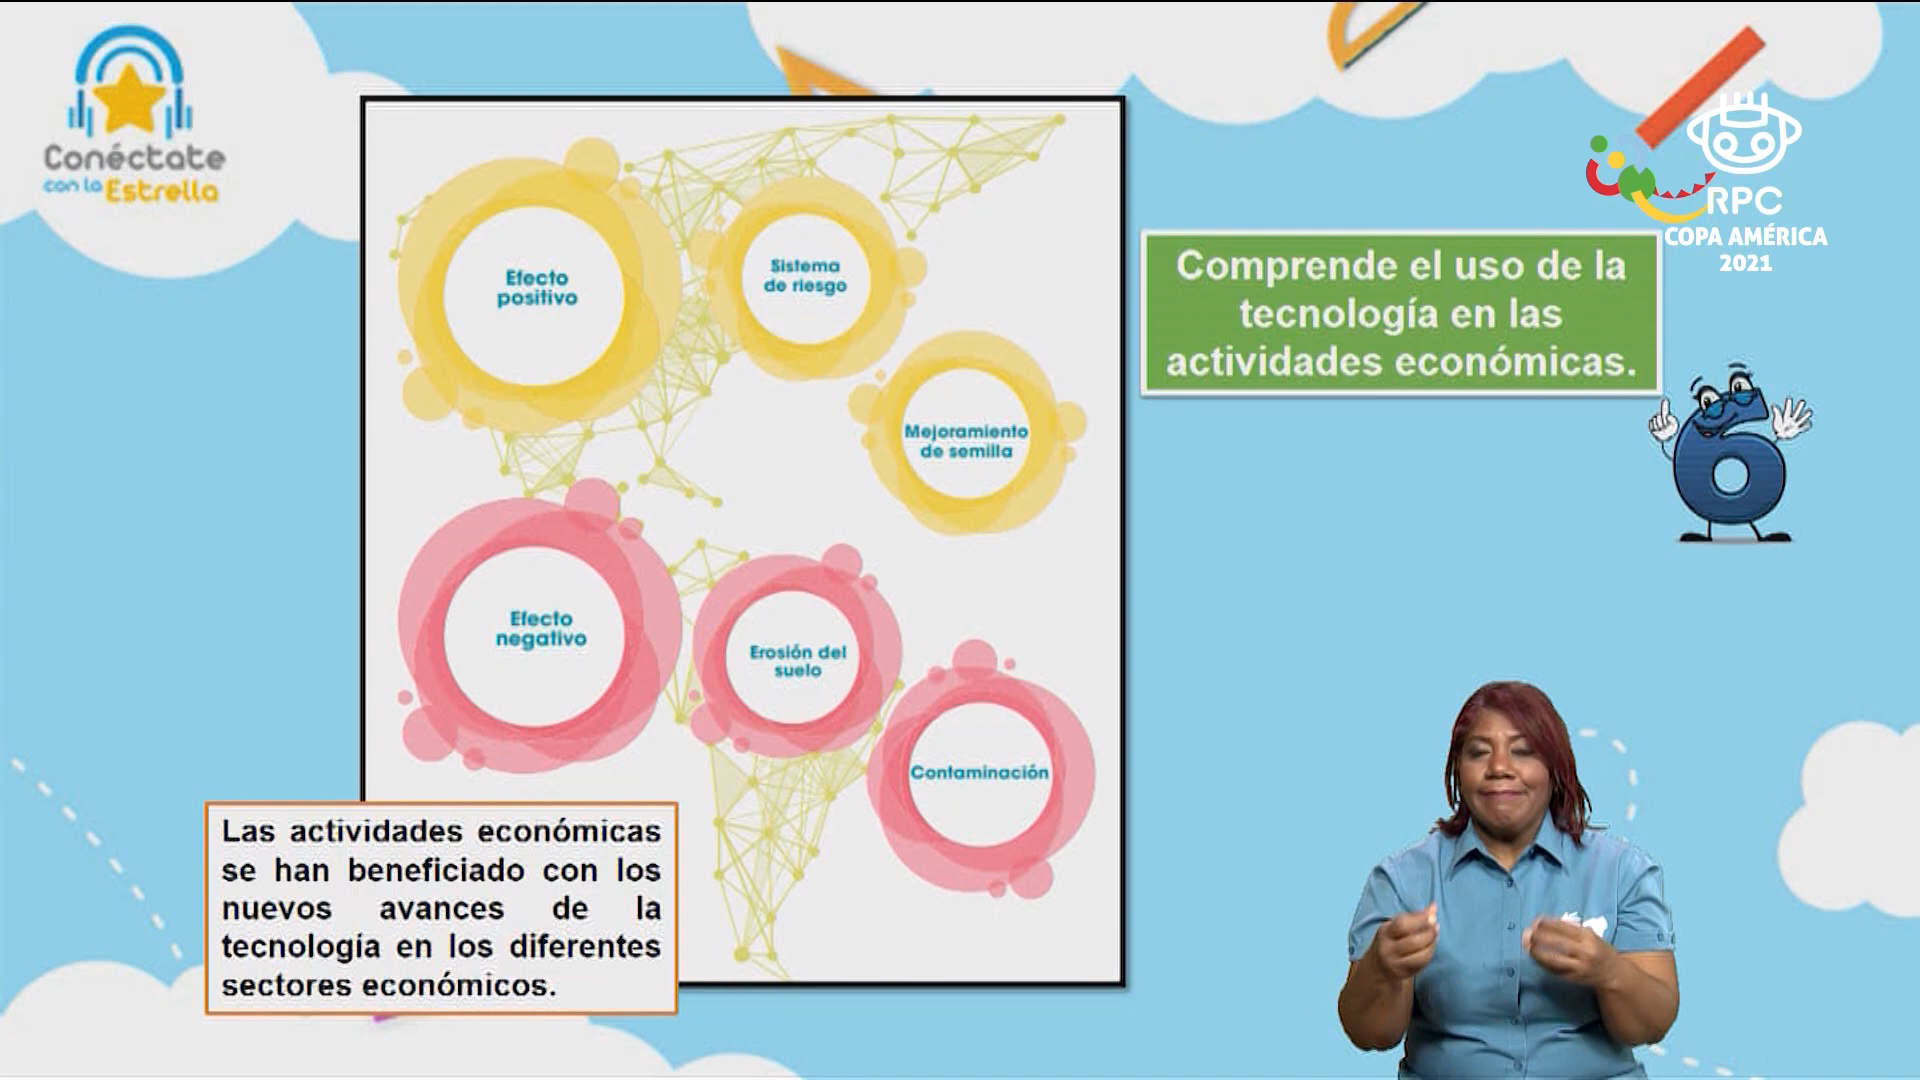 Conéctate
con la Estrella
RPC
COPA AMÉRICA
2021
Comprende el uso de la
tecnología en las
actividades económicas.
6
Efecto
positivo
Sistema
de riesgo
Mejoramiento
de semilla
Efecto
negativo
Erosión del
suelo
Contaminación
Las actividades económicas
se han beneficiado con los
nuevos avances de la
tecnología en los diferentes
sectores económicos.